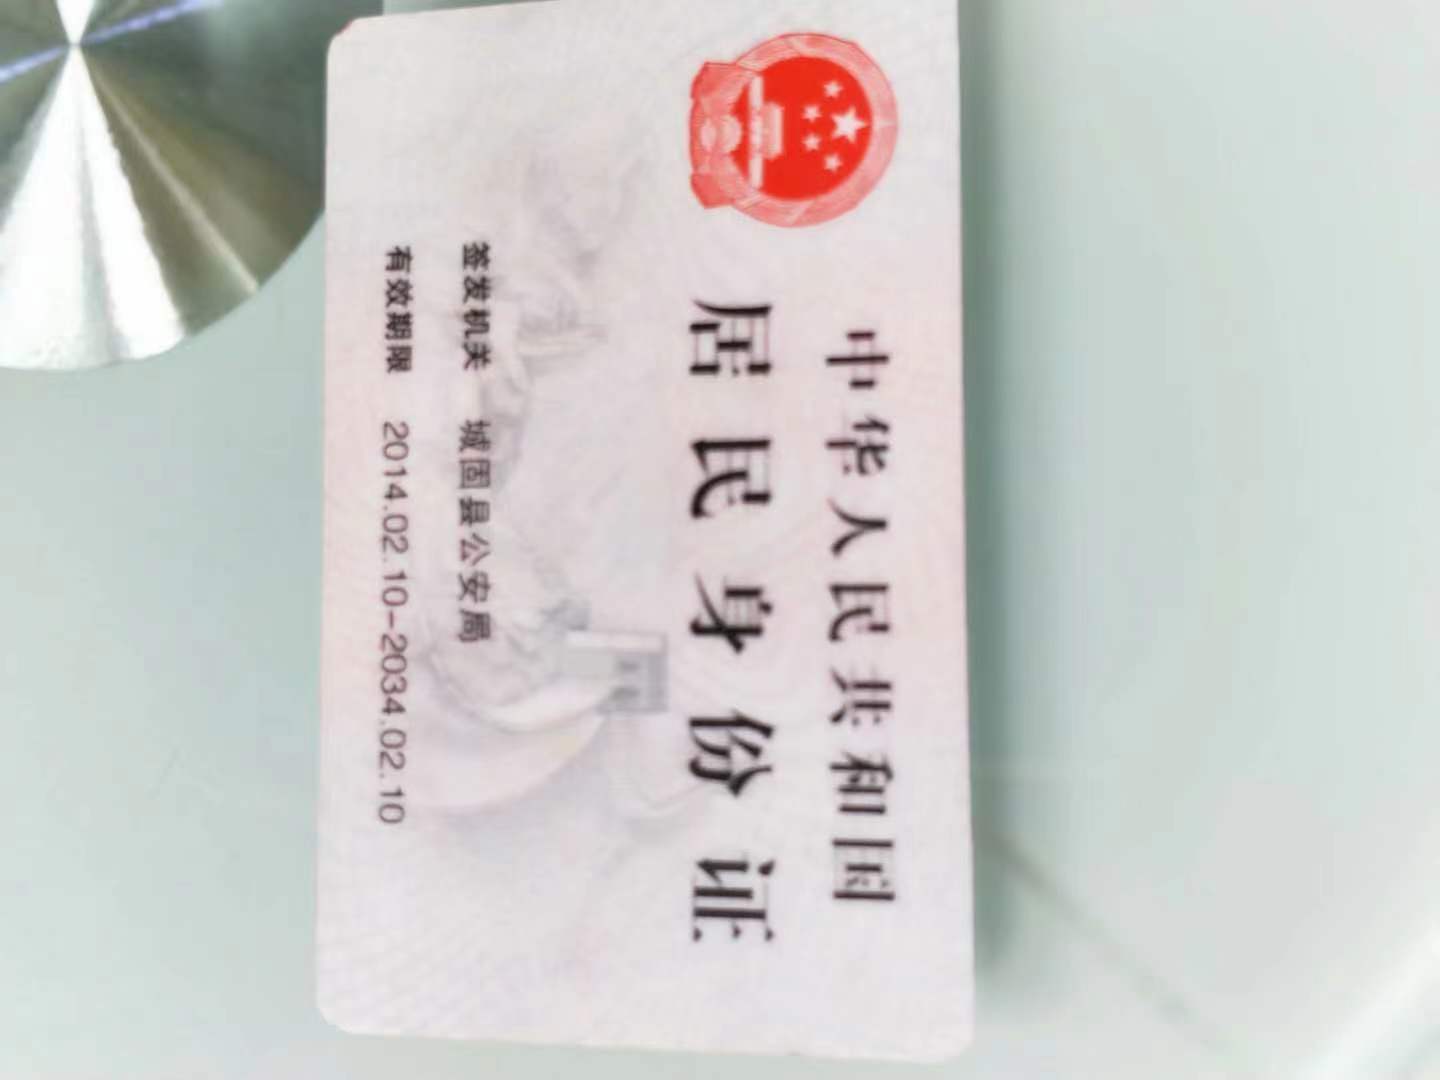 中华人民共和国
居民身份证
签发机关 城固县公安局
有效期限 2014.02.10-2034.02.10